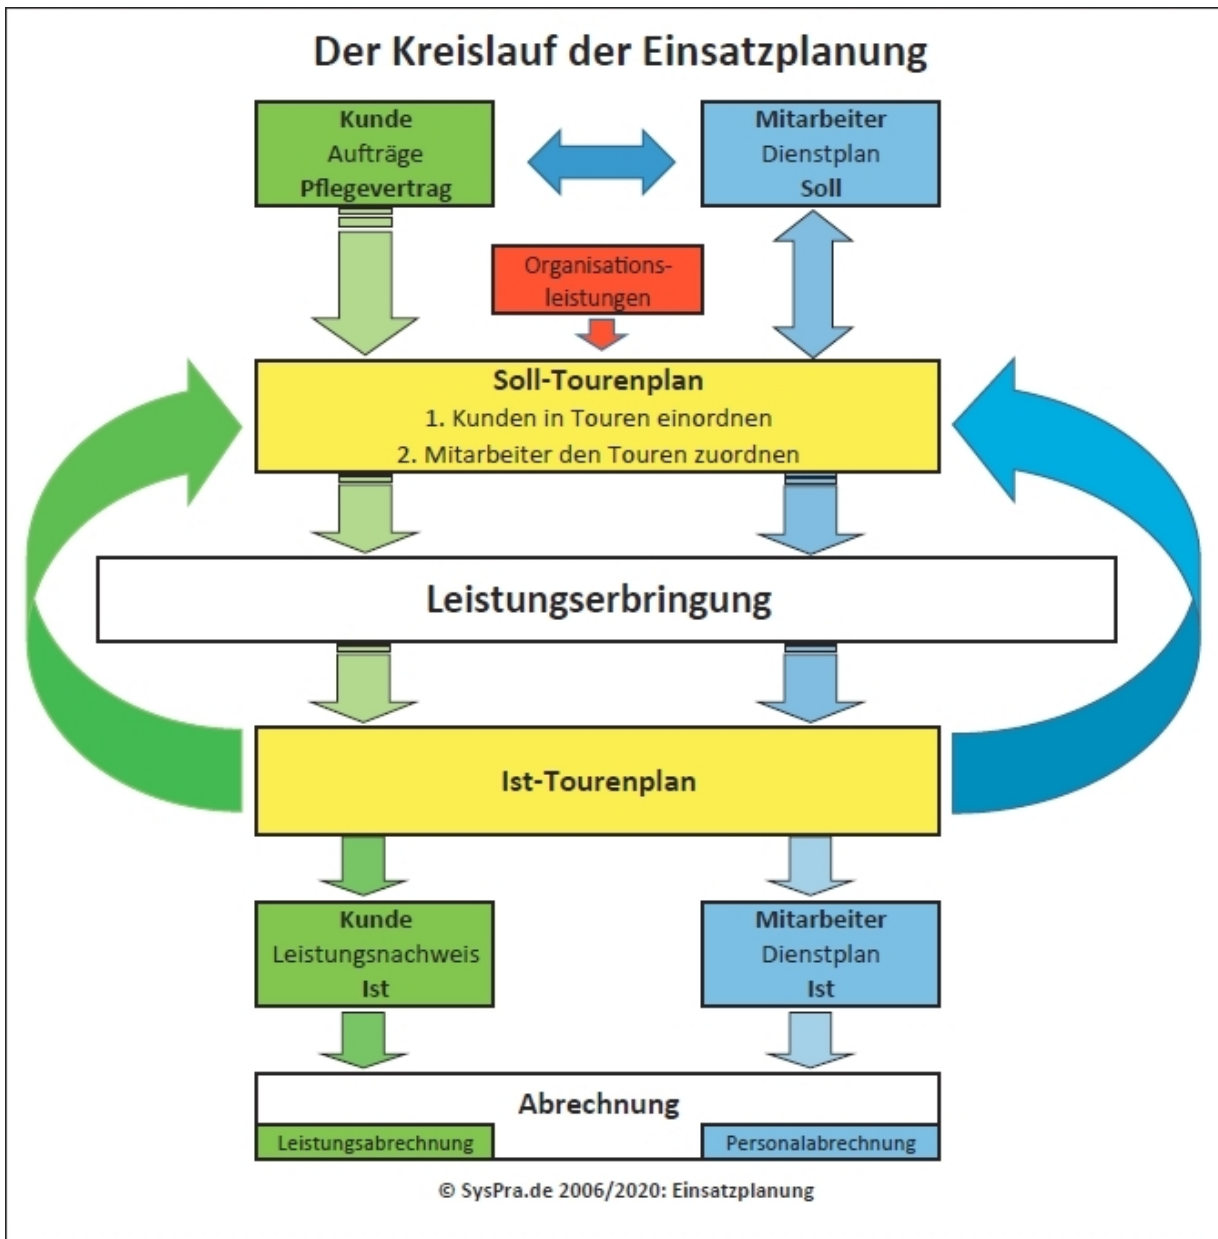 Der Kreislauf der Einsatzplanung
Kunde
Aufträge
Pflegevertrag
Mitarbeiter
Dienstplan
Soll
Organisations-
leistungen
Soll-Tourenplan
1. Kunden in Touren einordnen
2. Mitarbeiter den Touren zuordnen
Leistungserbringung
Ist-Tourenplan
Kunde
Leistungsnachweis
Ist
Mitarbeiter
Dienstplan
Ist
Abrechnung
Leistungsabrechnung
Personalabrechnung
© SysPra.de 2006/2020: Einsatzplanung